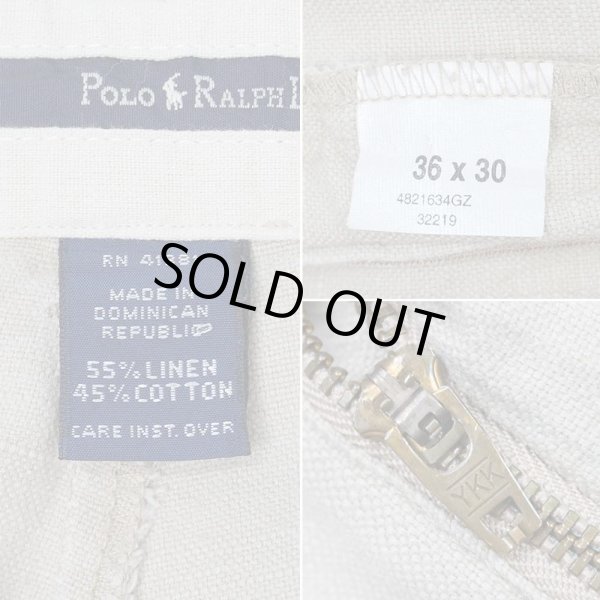 POLO RALPH
36 x 30
4821634GZ
32219
RN
MADE IN
DOMINICAN
REPUBLIC
55% LINEN
45% COTTON
CARE INST. OVER
SOLD OUT
YKK